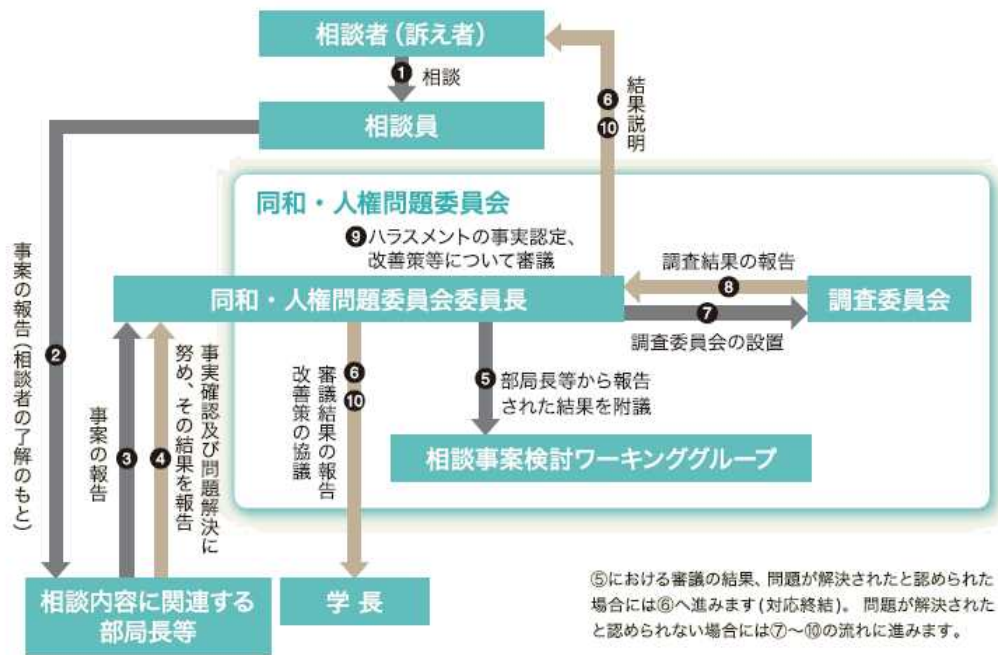 相談者（訴え者）
❶ 相談
相談員
❻
❿
結果説明
同和・人権問題委員会
❾ハラスメントの事実認定、
改善策等について審議
同和・人権問題委員会委員長
調査結果の報告
❽
❼
調査委員会の設置
調査委員会
❷
事案の報告（相談者の了解のもと）
❸
事案の報告
❹
事実確認及び問題解決に
努め、その結果を報告
❻
❿
審議結果の報告
改善策の協議
❺ 部局長等から報告
された結果を附議
相談事案検討ワーキンググループ
相談内容に関連する
部局長等
学 長
⑤における審議の結果、問題が解決されたと認められた
場合には⑥へ進みます(対応終結)。 問題が解決された
と認められない場合には⑦～⑩の流れに進みます。